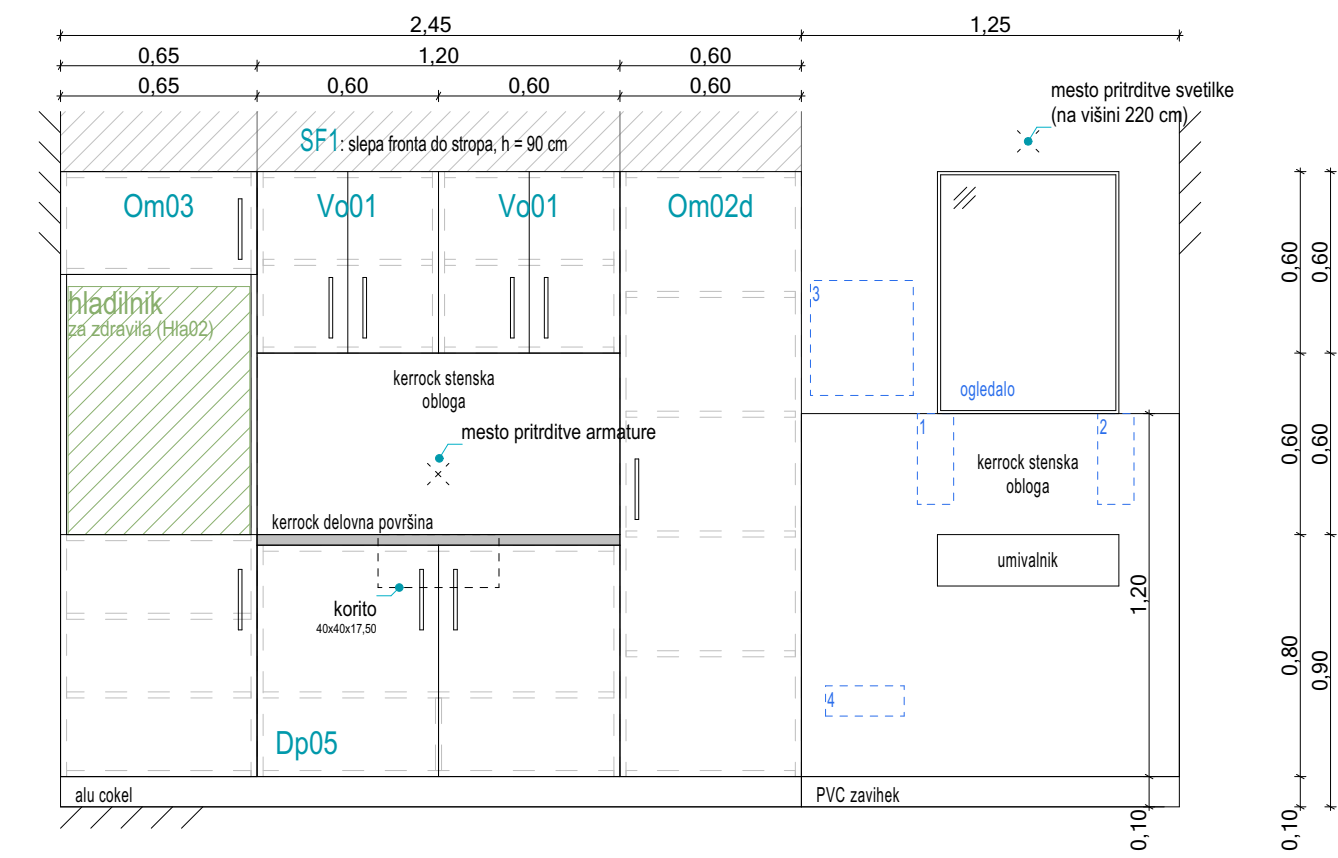 2,45
1,25
0,65
1,20
0,60
0,65
0,60
0,60
0,60
mesto pritrditve svetilke
(na višini 220 cm)
SF1: slepa fronta do stropa, h = 90 cm
Om03
Vo01
Vo01
Om02d
hladilnik
za zdravila (Hla02)
3
ogledalo
kerrock stenska
obloga
mesto pritrditve armature
1
2
kerrock stenska
obloga
kerrock delovna površina
umivalnik
korito
40x40x17,50
4
Dp05
alu cokel
PVC zavihek
1,20
0,10
0,60
0,60
0,80
0,10
0,60
0,60
0,90